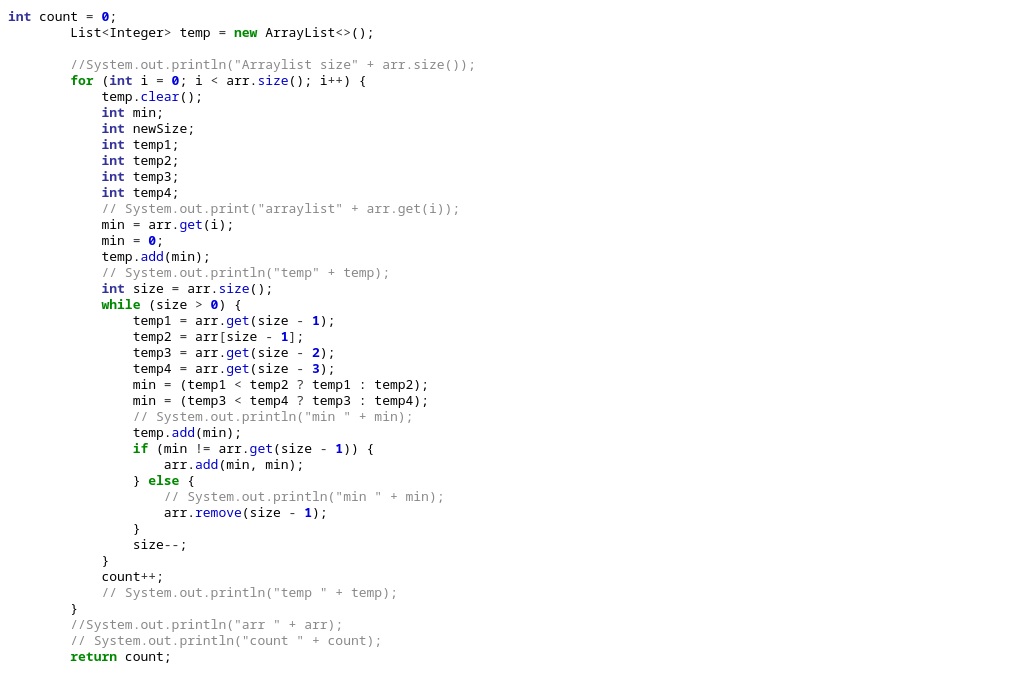 int count = 0;
        List<Integer> temp = new ArrayList<>();

        //System.out.println("Arraylist size" + arr.size());
        for (int i = 0; i < arr.size(); i++) {
            temp.clear();
            int min;
            int newSize;
            int temp1;
            int temp2;
            int temp3;
            int temp4;
            // System.out.print("arraylist" + arr.get(i));
            min = arr.get(i);
            min = 0;
            temp.add(min);
            // System.out.println("temp" + temp);
            int size = arr.size();
            while (size > 0) {
                temp1 = arr.get(size - 1);
                temp2 = arr[size - 1];
                temp3 = arr.get(size - 2);
                temp4 = arr.get(size - 3);
                min = (temp1 < temp2 ? temp1 : temp2);
                min = (temp3 < temp4 ? temp3 : temp4);
                // System.out.println("min " + min);
                temp.add(min);
                if (min != arr.get(size - 1)) {
                    arr.add(min, min);
                } else {
                    // System.out.println("min " + min);
                    arr.remove(size - 1);
                }
                size--;
            }
            count++;
            // System.out.println("temp " + temp);
        }
        //System.out.println("arr " + arr);
        // System.out.println("count " + count);
        return count;